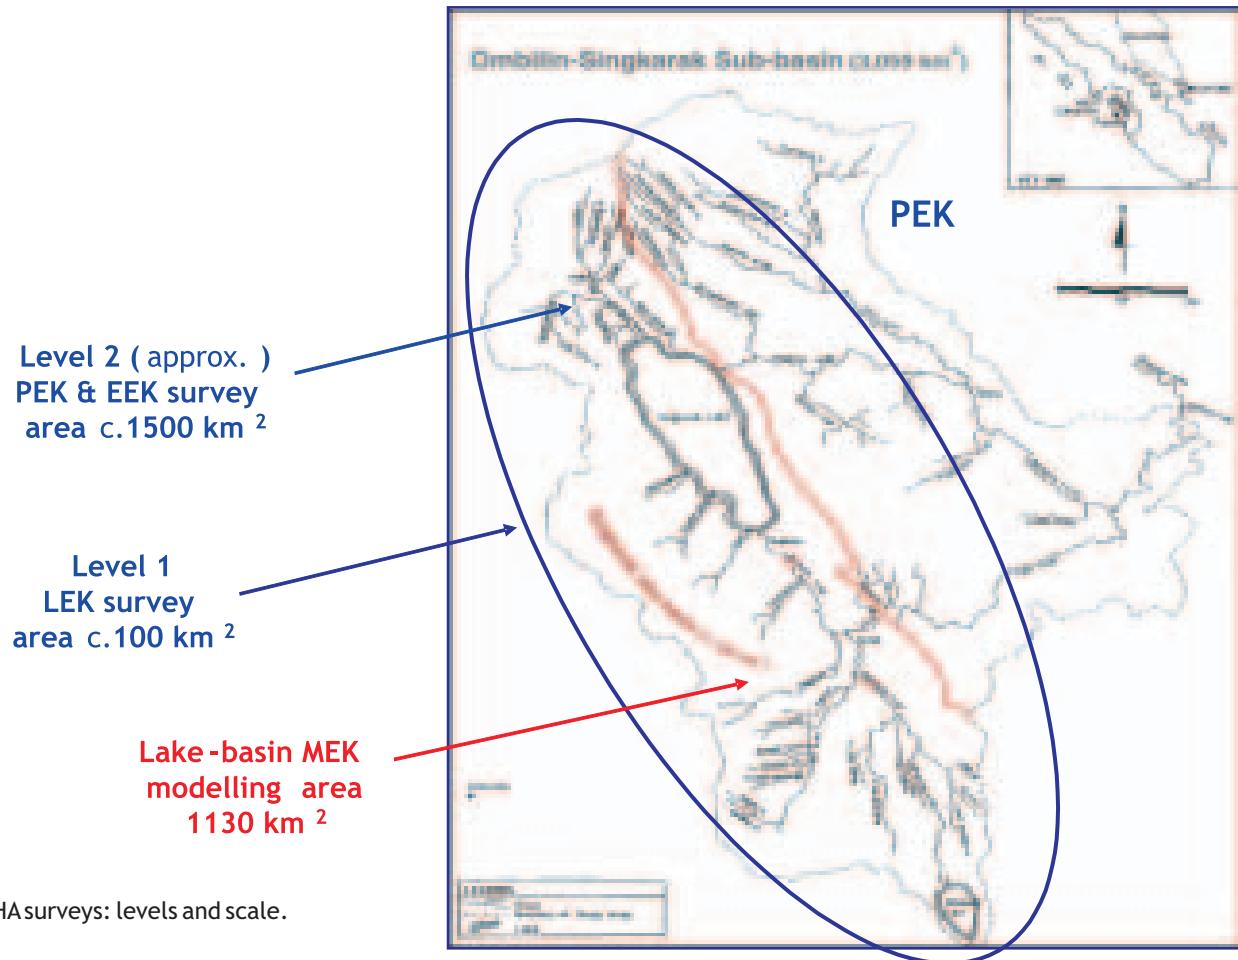 Ombilin-Singkarak Sub-basin
PEK
Level 2 ( approx. )
PEK & EEK survey
area c.1500 km 2
Level 1
LEK survey
area c.100 km 2
Lake-basin MEK
modelling area
1130 km 2
HA surveys: levels and scale.